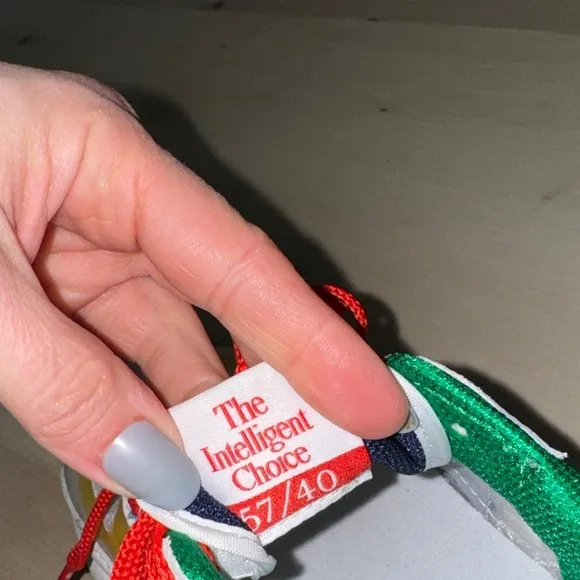 The
Intelligent
Choice
57/40